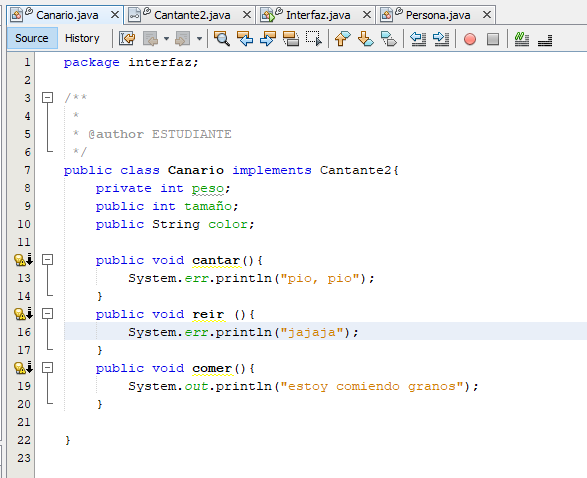 Canario.java Cantante2.java Interfaz.java Persona.java
Source History
1 package interfaz;
2
3 /**
4 *
5 * @author ESTUDIANTE
6 */
7 public class Canario implements Cantante2{
8 private int peso;
9 public int tamaño;
10 public String color;
11
public void cantar(){
13 System.err.println("pio, pio");
14 }
public void reir (){
16 System.err.println("jajaja");
17 }
public void comer(){
19 System.out.println("estoy comiendo granos");
20 }
21
22 }
23